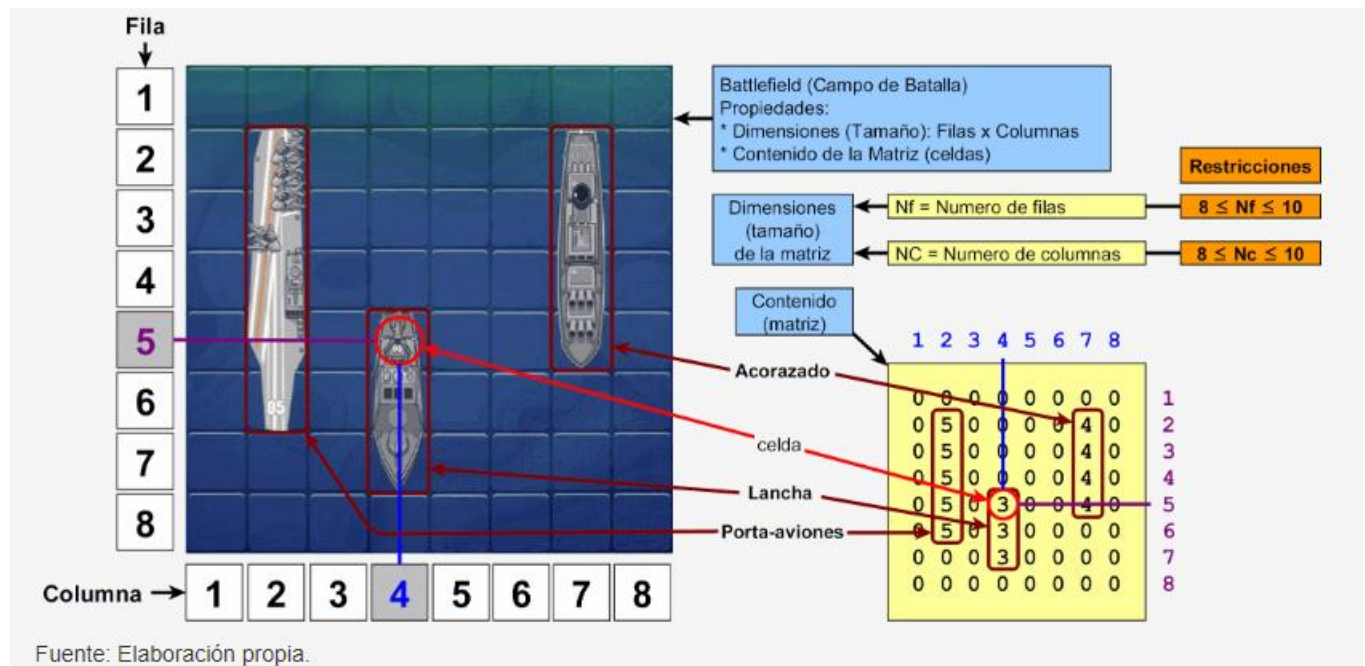 Fila
1
2
3
4
5
6
7
8
Columna
1 2 3 4 5 6 7 8
05
Battlefield (Campo de Batalla)
Propiedades:
* Dimensiones (Tamaño): Filas x Columnas
* Contenido de la Matriz (celdas)
Restricciones
Dimensiones
(tamaño)
de la matriz
Nf = Numero de filas
8 ≤ Nf ≤ 10
NC = Numero de columnas
8 ≤ Nc ≤ 10
Contenido
(matriz)
Acorazado
celda
Lancha
Porta-aviones
1 2 3 4 5 6 7 8
0 0 0 0 0 0 0 0 1
0 5 0 0 0 0 4 0 2
0 5 0 0 0 0 4 0 3
0 5 0 0 0 0 4 0 4
0 5 0 3 0 0 4 0 5
0 5 0 3 0 0 0 0 6
0 0 0 3 0 0 0 0 7
0 0 0 0 0 0 0 0 8
Fuente: Elaboración propia.